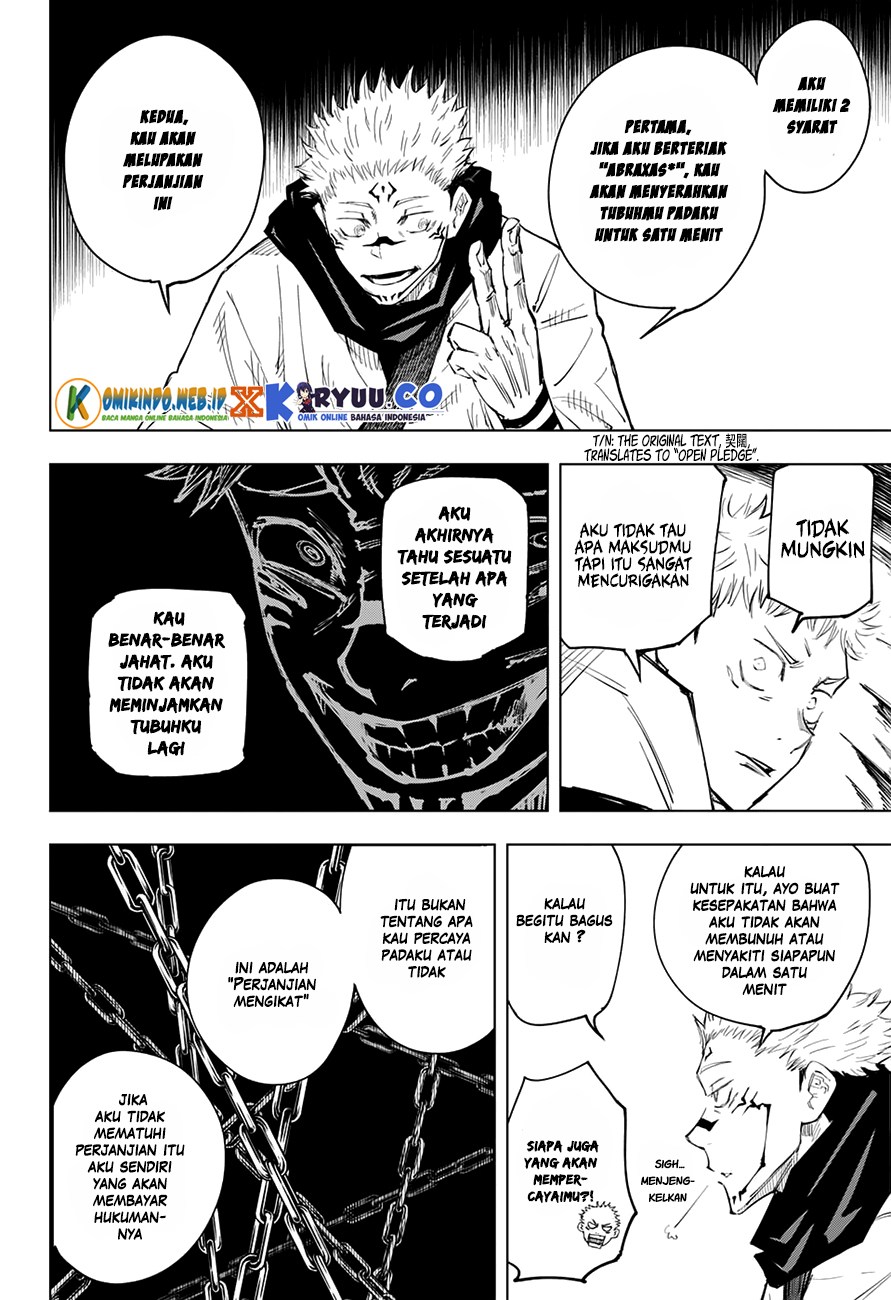 AKU
MEMILIKI 2
SYARAT
PERTAMA,
JIKA AKU BERTERIAK
"ABRAXAS*", KAU
AKAN MENYERAHKAN
TUBUHMU PADAKU
UNTUK SATU MENIT
KEDUA,
KAU AKAN
MELUPAKAN
PERJANJIAN
INI
KOMIKINDO.WEB.ID X KIRYUU.CO
BACA MANGA ONLINE BAHASA INDONESIA
OMIK ONLINE BAHASA INDONESIA
T/N: THE ORIGINAL TEXT, 契闊,
TRANSLATES TO "OPEN PLEDGE".
TIDAK
MUNGKIN
AKU TIDAK TAU
APA MAKSUDMU
TAPI ITU SANGAT
MENCURIGAKAN
AKU
AKHIRNYA
TAHU SESUATU
SETELAH APA
YANG
TERJADI
KAU
BENAR-BENAR
JAHAT. AKU
TIDAK AKAN
MEMINJAMKAN
TUBUHKU
LAGI
KALAU
UNTUK ITU, AYO BUAT
KESEPAKATAN BAHWA
AKU TIDAK AKAN
MEMBUNUH ATAU
MENYAKITI SIAPAPUN
DALAM SATU
MENIT
KALAU
BEGITU BAGUS
KAN ?
SIGH...
MENJENG-
KELKAN
SIAPA JUGA
YANG AKAN
MEMPER-
CAYAIMU?!
ITU BUKAN
TENTANG APA
KAU PERCAYA
PADAKU ATAU
TIDAK
INI ADALAH
"PERJANJIAN
MENGIKAT"
JIKA
AKU TIDAK
MEMATUHI
PERJANJIAN ITU
AKU SENDIRI
YANG AKAN
MEMBAYAR
HUKUMAN-
NYA